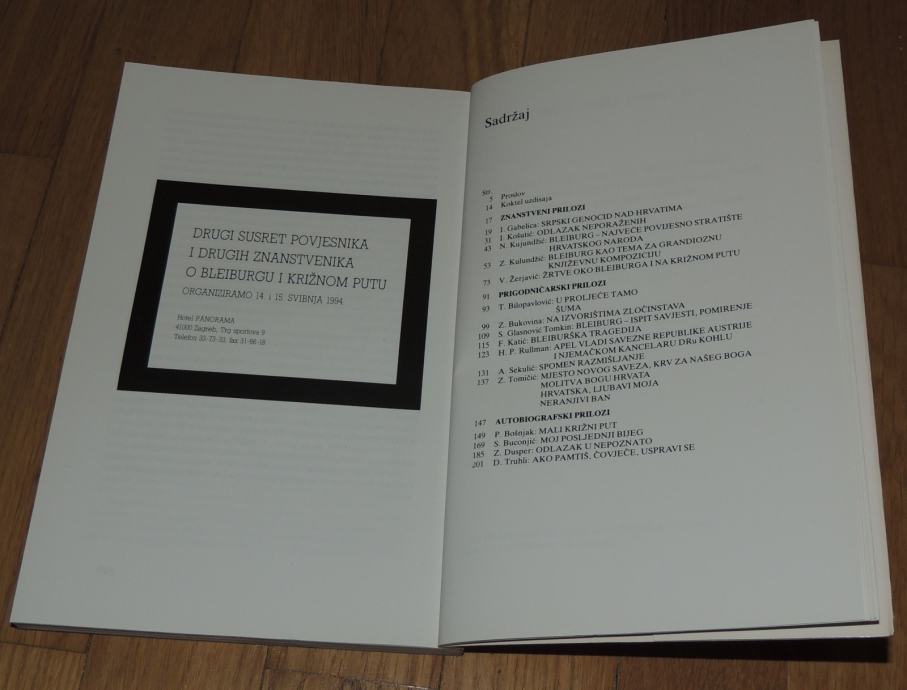 DRUGI SUSRET POVJESNIKA
I DRUGIH ZNANSTVENIKA
O BLEIBURGU I KRIŽNOM PUTU
ORGANIZIRAMO 14. i 15. SVIBNJA 1994.
Hotel PANORAMA
41000 Zagreb, Trg sportova 9
Telefon 33-73-33, fax 31-66-18
Sadržaj
Str.
5 Proslov
14 Koktel uzdisaja
17 ZNANSTVENI PRILOZI
19 I. Gabelica: SRPSKI GENOCID NAD HRVATIMA
31 I. Košutić: ODLAZAK NEPORAŽENIH
43 N. Kujundžić: BLEIBURG – NAJVEĆE POVIJESNO STRATIŠTE
HRVATSKOG NARODA
53 Z. Kulundžić: BLEIBURG KAO TEMA ZA GRANDIOZNU
KNJIŽEVNU KOMPOZICIJU
73 V. Žerjavić: ŽRTVE OKO BLEIBURGA I NA KRIŽNOM PUTU
91 PRIGODNIČARSKI PRILOZI
93 T. Bilopavlović: U PROLJEĆE TAMO
ŠUMA
99 Z. Bukovina: NA IZVORIŠTIMA ZLOČINSTAVA
109 S. Glasnović Tomkin: BLEIBURG – ISPIT SAVJESTI, POMIRENJE
115 F. Katić: BLEIBURŠKA TRAGEDIJA
123 H. P. Rullman: APEL VLADI SAVEZNE REPUBLIKE AUSTRIJE
I NJEMAČKOM KANCELARU DRu KOHLU
131 A. Sekulić: SPOMEN RAZMIŠLJANJE
137 Z. Tomičić: MJESTO NOVOG SAVEZA, KRV ZA NAŠEG BOGA
MOLITVA BOGU HRVATA
HRVATSKA, LJUBAVI MOJA
NERANJIVI BAN
147 AUTOBIOGRAFSKI PRILOZI
149 P. Bošnjak: MALI KRIŽNI PUT
169 S. Buconjić: MOJ POSLJEDNJI BIJEG
185 Z. Dusper: ODLAZAK U NEPOZNATO
201 D. Truhli: AKO PAMTIŠ, ČOVJEČE, USPRAVI SE